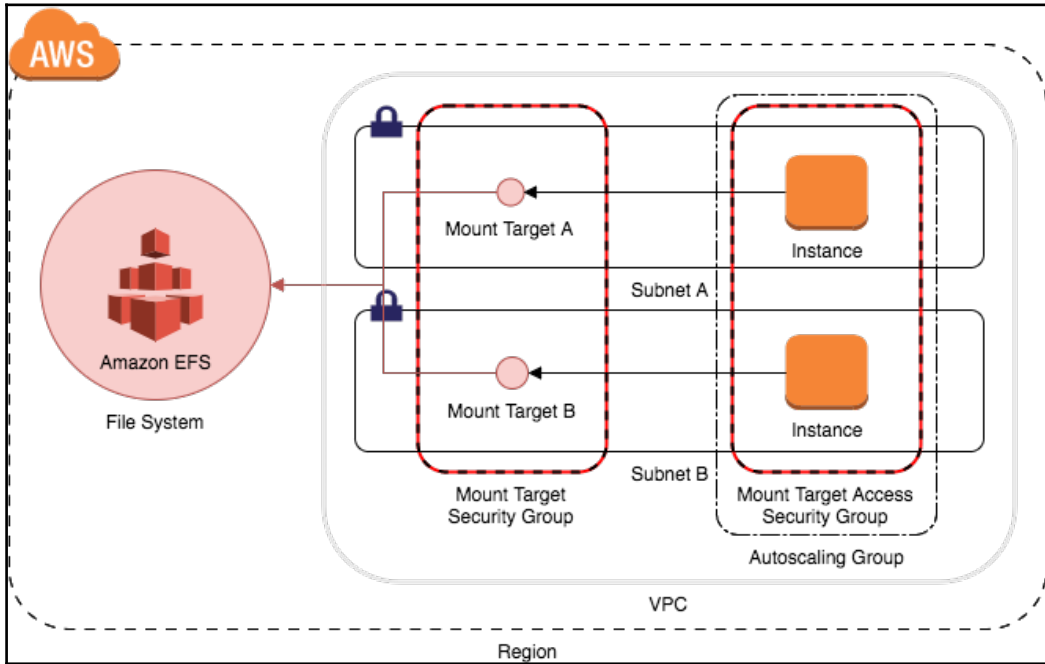 AWS
Mount Target A
Instance
Subnet A
Amazon EFS
File System
Mount Target B
Instance
Subnet B
Mount Target
Security Group
Mount Target Access
Security Group
Autoscaling Group
VPC
Region